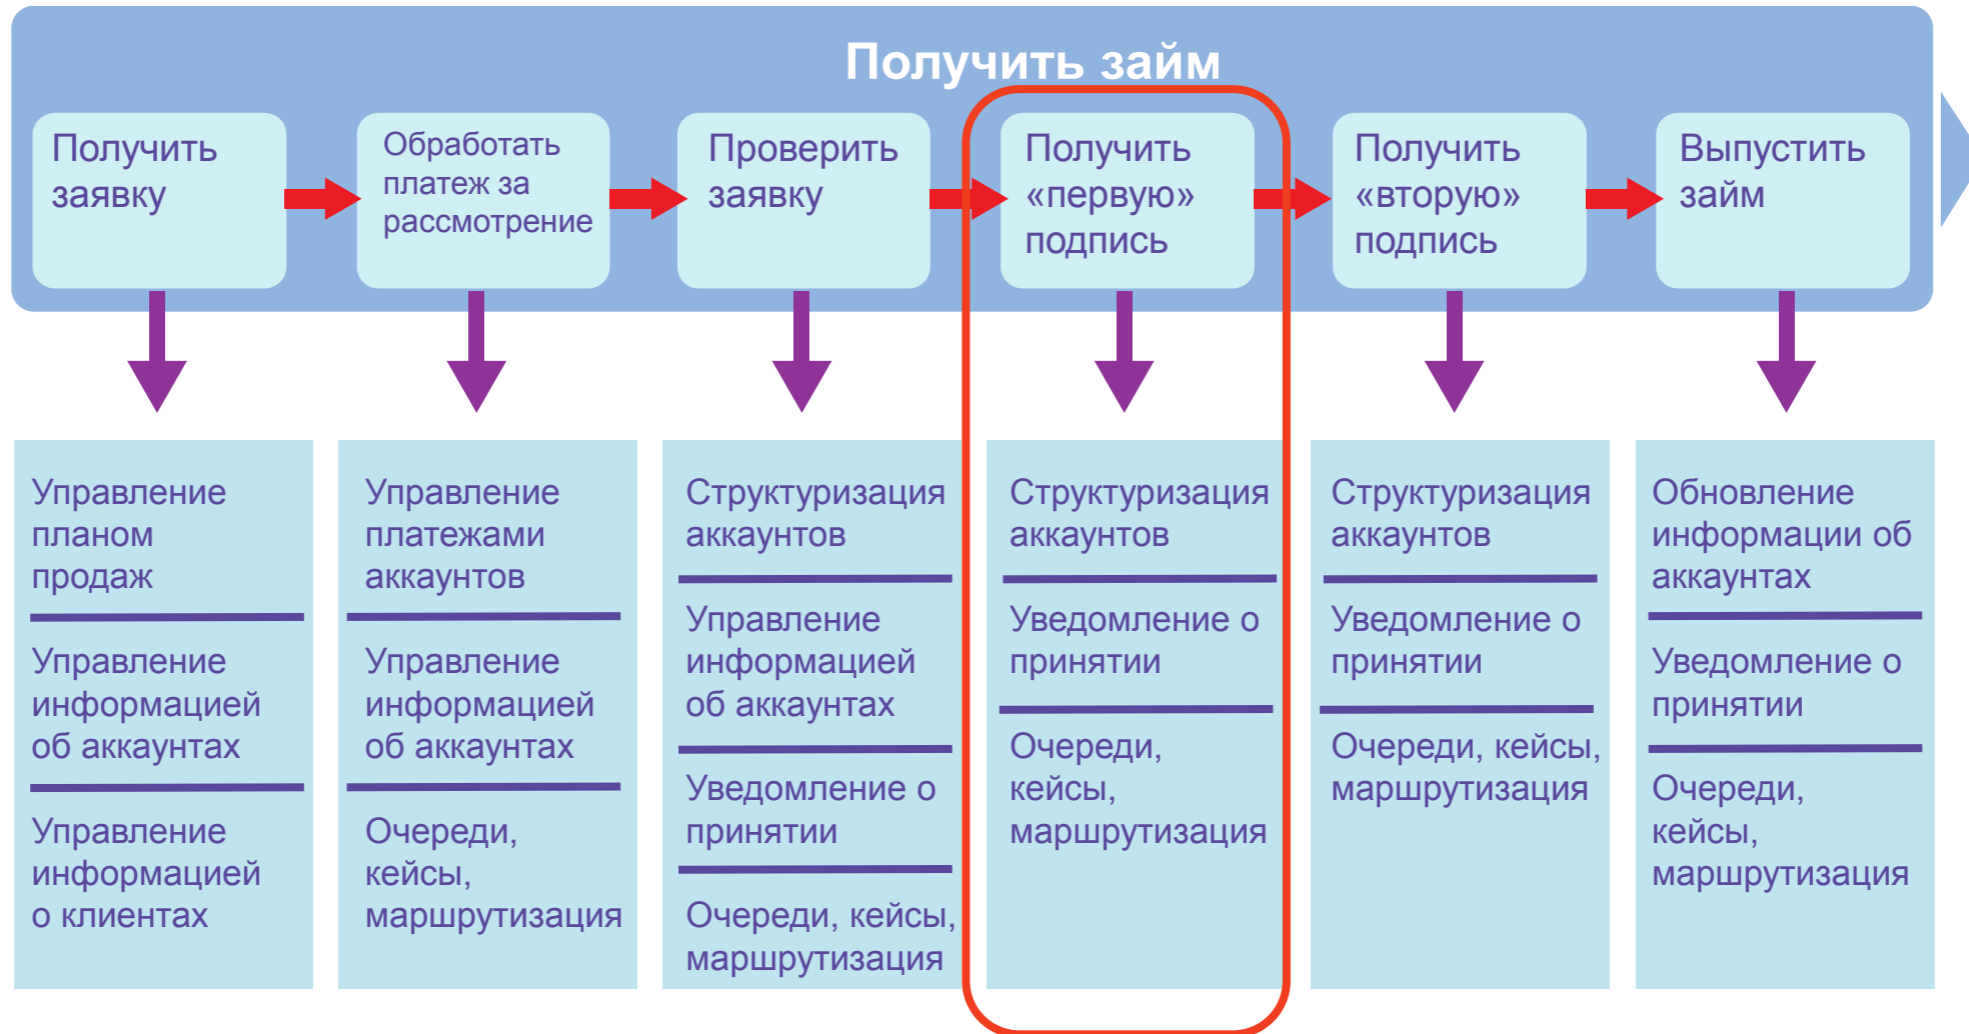 Получить займ
Получить
заявку
Обработать
платеж за
рассмотрение
Проверить
заявку
Получить
«первую»
подпись
Получить
«вторую»
подпись
Выпустить
займ
Управление
планом
продаж
Управление
информацией
об аккаунтах
Управление
информацией
о клиентах
Управление
платежами
аккаунтов
Управление
информацией
об аккаунтах
Очереди,
кейсы,
маршрутизация
Структуризация
аккаунтов
Управление
информацией
об аккаунтах
Уведомление о
принятии
Очереди, кейсы,
маршрутизация
Структуризация
аккаунтов
Уведомление о
принятии
Очереди,
кейсы,
маршрутизация
Структуризация
аккаунтов
Уведомление о
принятии
Очереди, кейсы,
маршрутизация
Обновление
информации об
аккаунтах
Уведомление о
принятии
Очереди,
кейсы,
маршрутизация